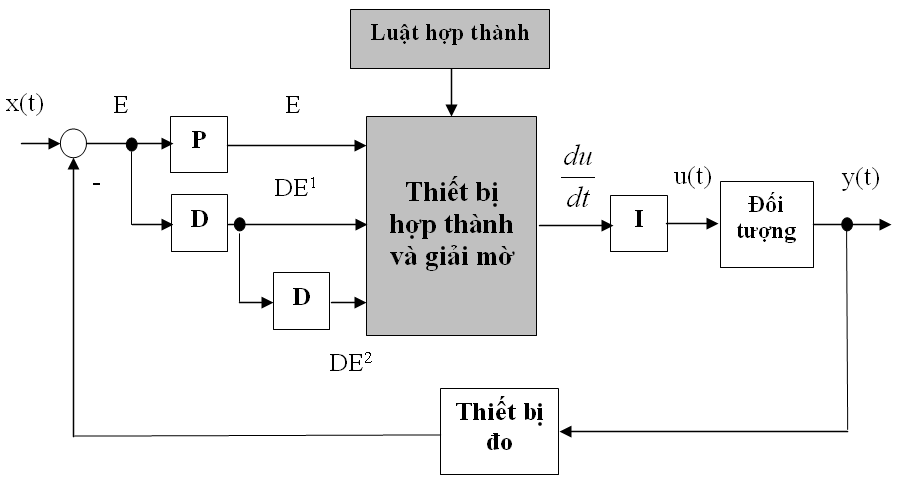 Luật hợp thành
x(t)
E
P
E
-
D
DE¹
Thiết bị
hợp thành
và giải mờ
du
dt
I
u(t)
Đối
tượng
y(t)
D
DE²
Thiết bị
đo